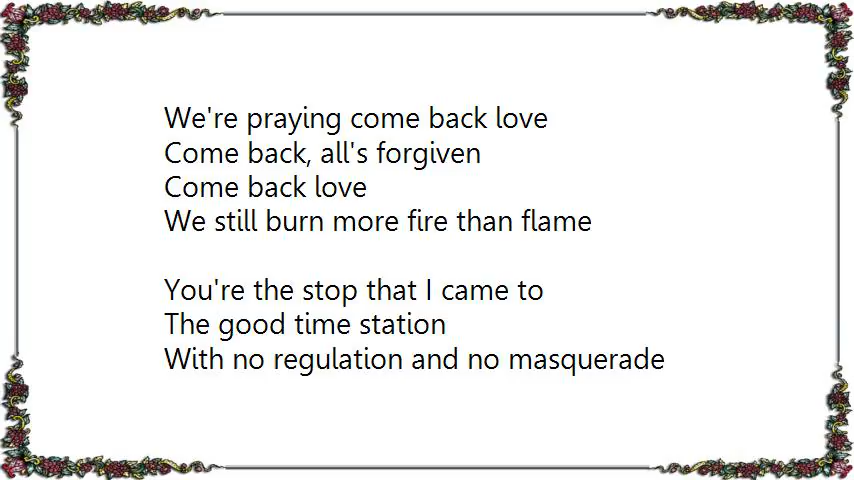 We're praying come back love
Come back, all's forgiven
Come back love
We still burn more fire than flame
You're the stop that I came to
The good time station
With no regulation and no masquerade